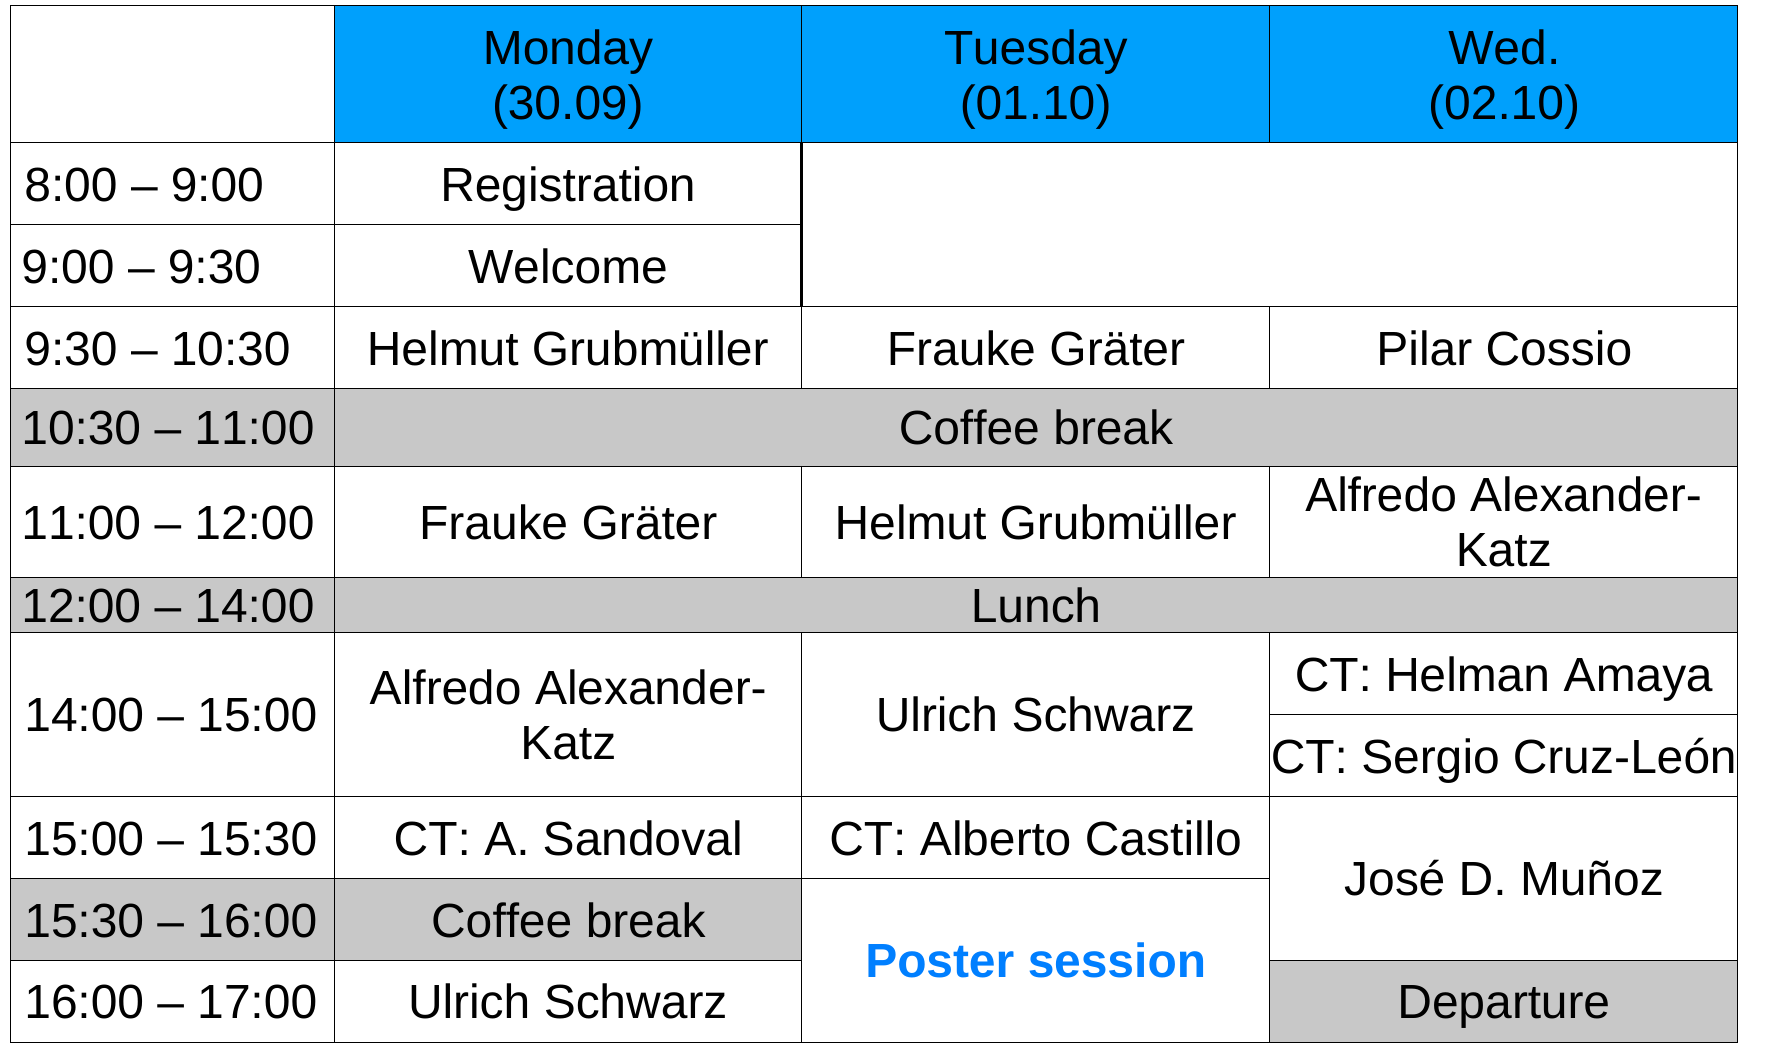 Monday
(30.09)
Tuesday
(01.10)
Wed.
(02.10)
8:00 – 9:00
Registration
9:00 – 9:30
Welcome
9:30 – 10:30
Helmut Grubmüller
Frauke Gräter
Pilar Cossio
10:30 – 11:00
Coffee break
11:00 – 12:00
Frauke Gräter
Helmut Grubmüller
Alfredo Alexander-
Katz
12:00 – 14:00
Lunch
14:00 – 15:00
Alfredo Alexander-
Katz
Ulrich Schwarz
CT: Helman Amaya
CT: Sergio Cruz-León
15:00 – 15:30
CT: A. Sandoval
CT: Alberto Castillo
José D. Muñoz
15:30 – 16:00
Coffee break
Poster session
16:00 – 17:00
Ulrich Schwarz
Departure